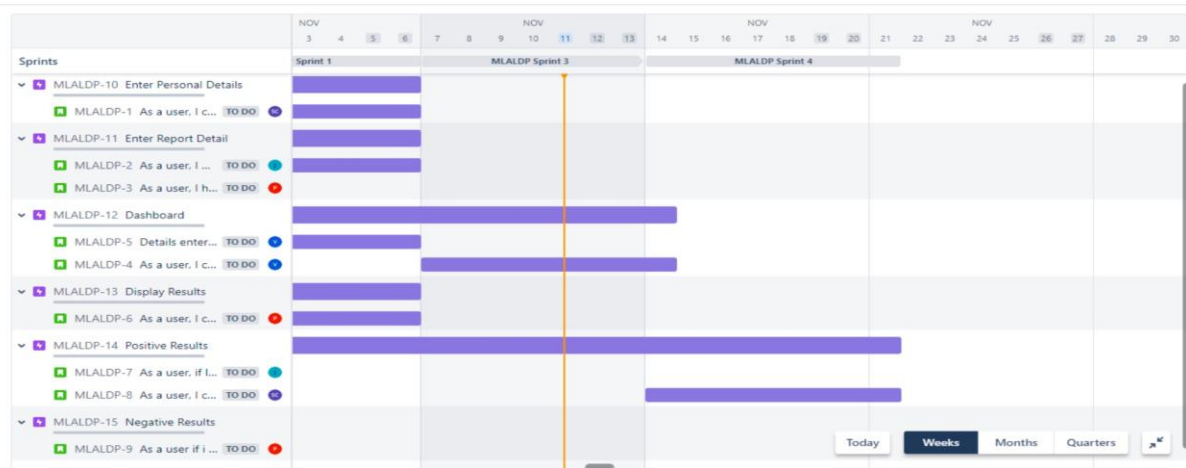 NOV NOV NOV NOV
3 4 5 6 7 8 9 10 11 12 13 14 15 16 17 18 19 20 21 22 23 24 25 26 27 28 29 30
Sprints Sprint 1 MLALDP Sprint 3 MLALDP Sprint 4
MLALDP-10 Enter Personal Details
MLALDP-1 As a user, I c... TO DO SC
MLALDP-11 Enter Report Detail
MLALDP-2 As a user, I ... TO DO
MLALDP-3 As a user, I h... TO DO P
MLALDP-12 Dashboard
MLALDP-5 Details enter... TO DO V
MLALDP-4 As a user, I c... TO DO V
MLALDP-13 Display Results
MLALDP-6 As a user, I c... TO DO P
MLALDP-14 Positive Results
MLALDP-7 As a user, if I... TO DO
MLALDP-8 As a user, I c... TO DO SC
MLALDP-15 Negative Results
MLALDP-9 As a user if i ... TO DO P
Today Weeks Months Quarters